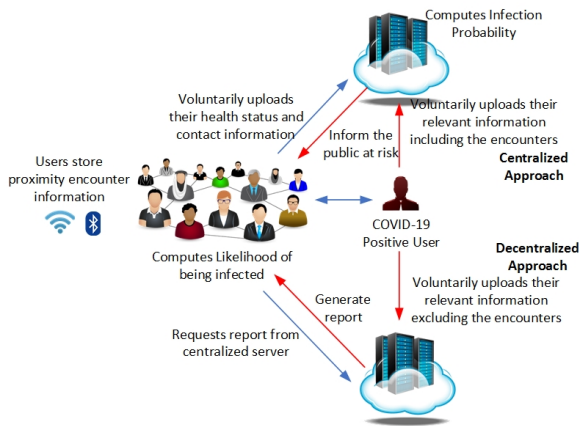 Computes Infection
Probability
Voluntarily uploads
their health status and
contact information
Voluntarily uploads their
relevant information
including the encounters
Inform the
public at risk
Centralized
Approach
Users store
proximity encounter
information
COVID-19
Positive User
Computes Likelihood of
being infected
Decentralized
Approach
Voluntarily uploads their
relevant information
excluding the encounters
Generate
report
Requests report from
centralized server